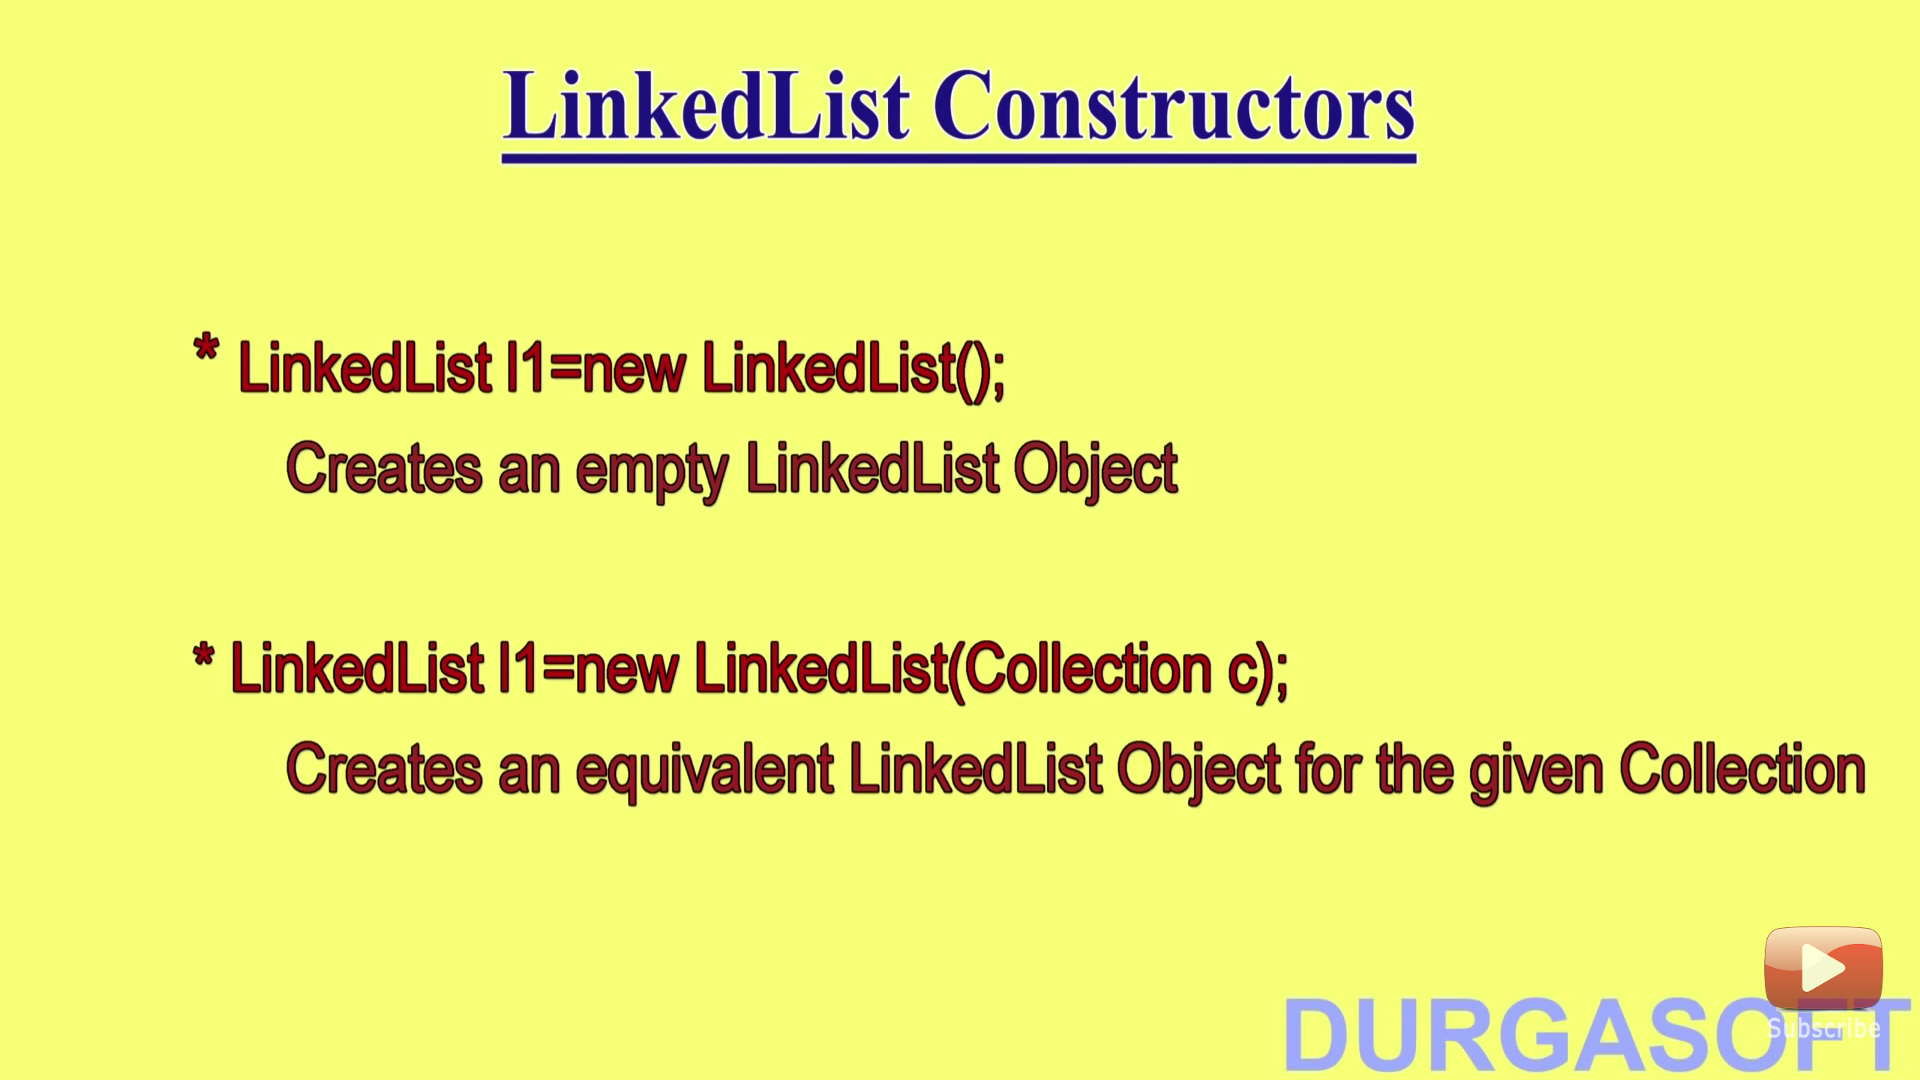 LinkedList Constructors
* LinkedList l1=new LinkedList();
Creates an empty LinkedList Object
* LinkedList l1=new LinkedList(Collection c);
Creates an equivalent LinkedList Object for the given Collection
Subscribe
DURGASOFT